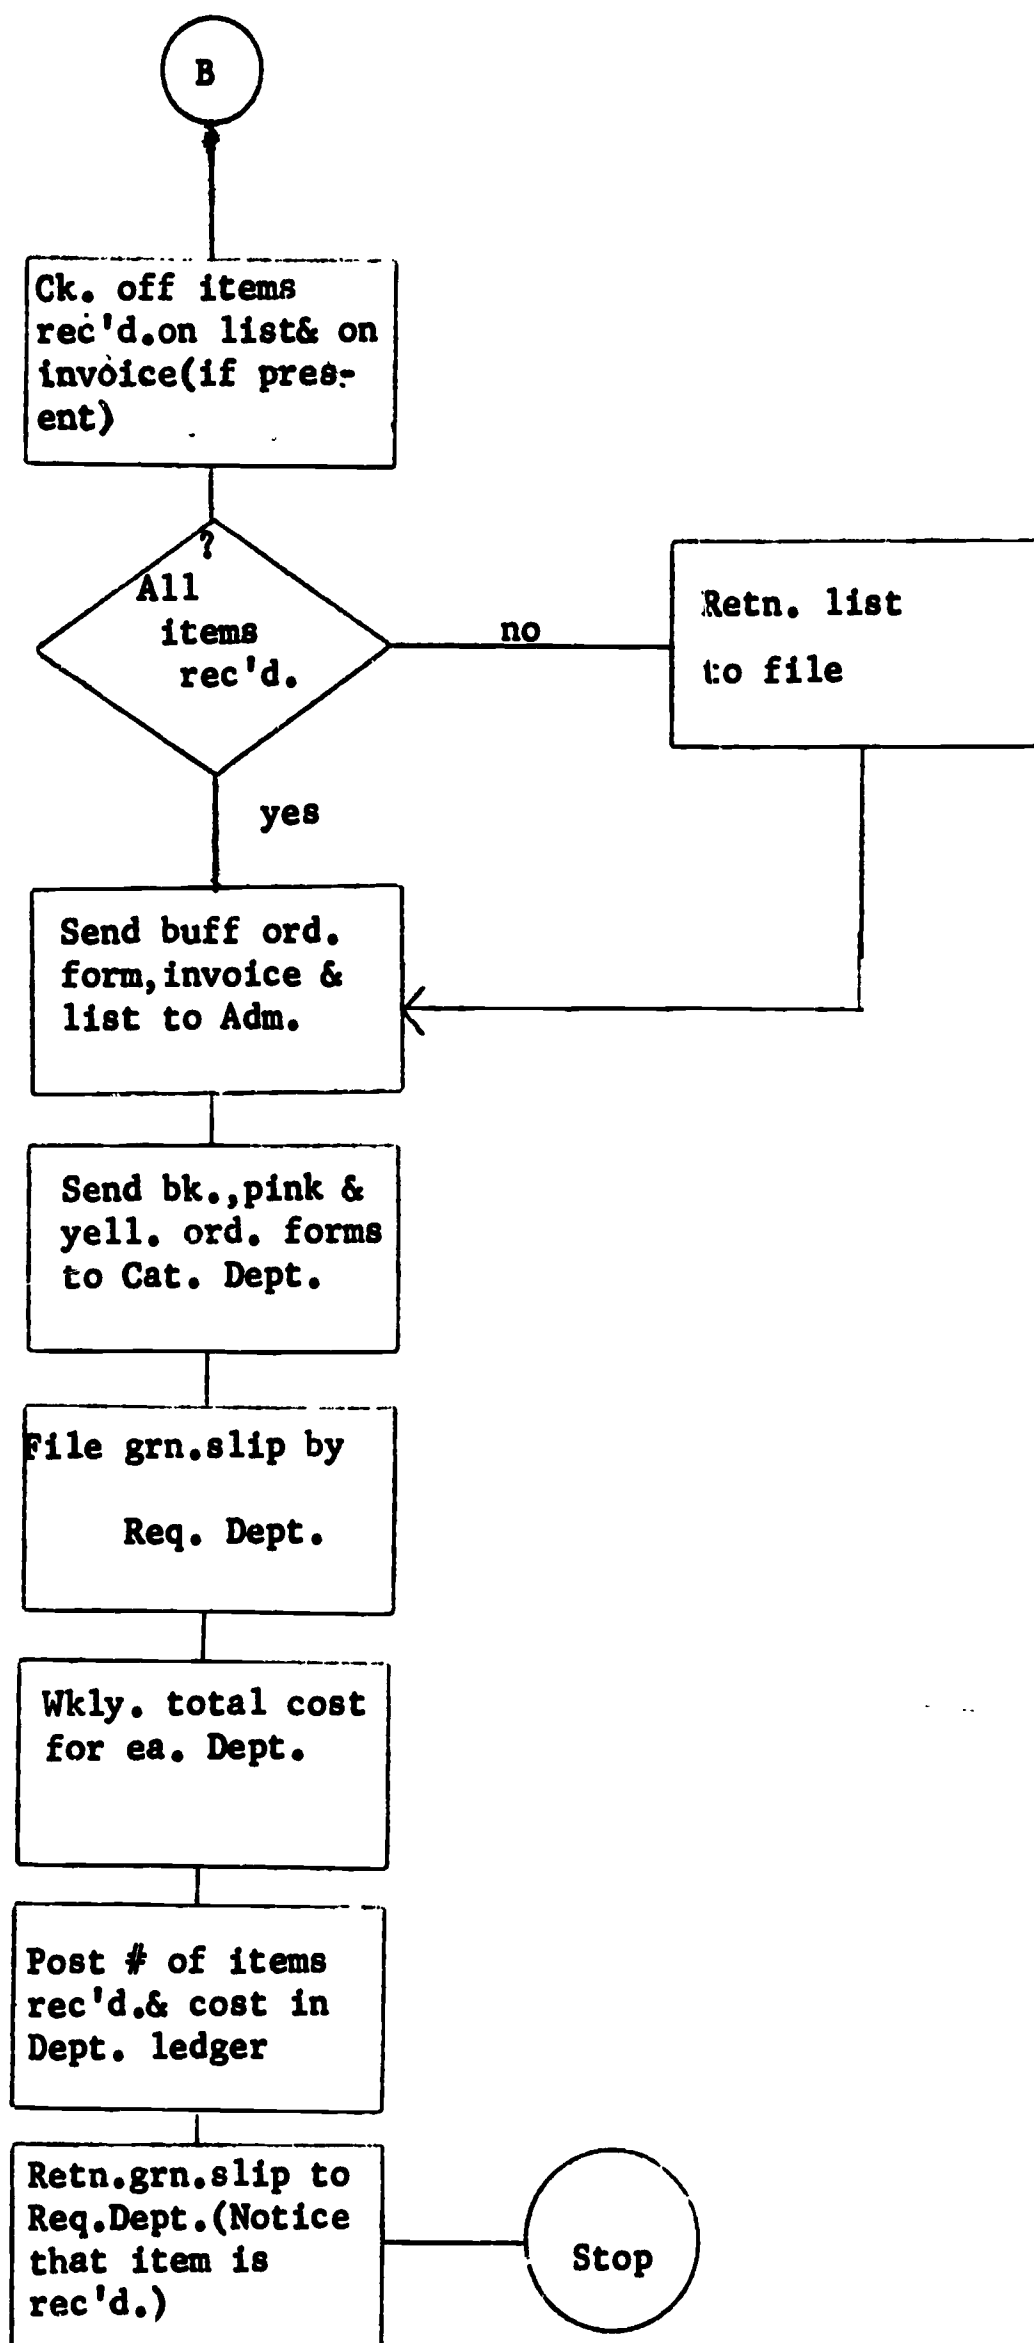 B
Ck. off items
rec'd.on list& on
invoice(if pres-
ent)
?
All
items
rec'd.
no
Retn. list
to file
yes
Send buff ord.
form,invoice &
list to Adm.
Send bk.,pink &
yell. ord. forms
to Cat. Dept.
File grn.slip by
Req. Dept.
Wkly. total cost
for ea. Dept.
Post # of items
rec'd.& cost in
Dept. ledger
Retn.grn.slip to
Req.Dept.(Notice
that item is
rec'd.)
Stop